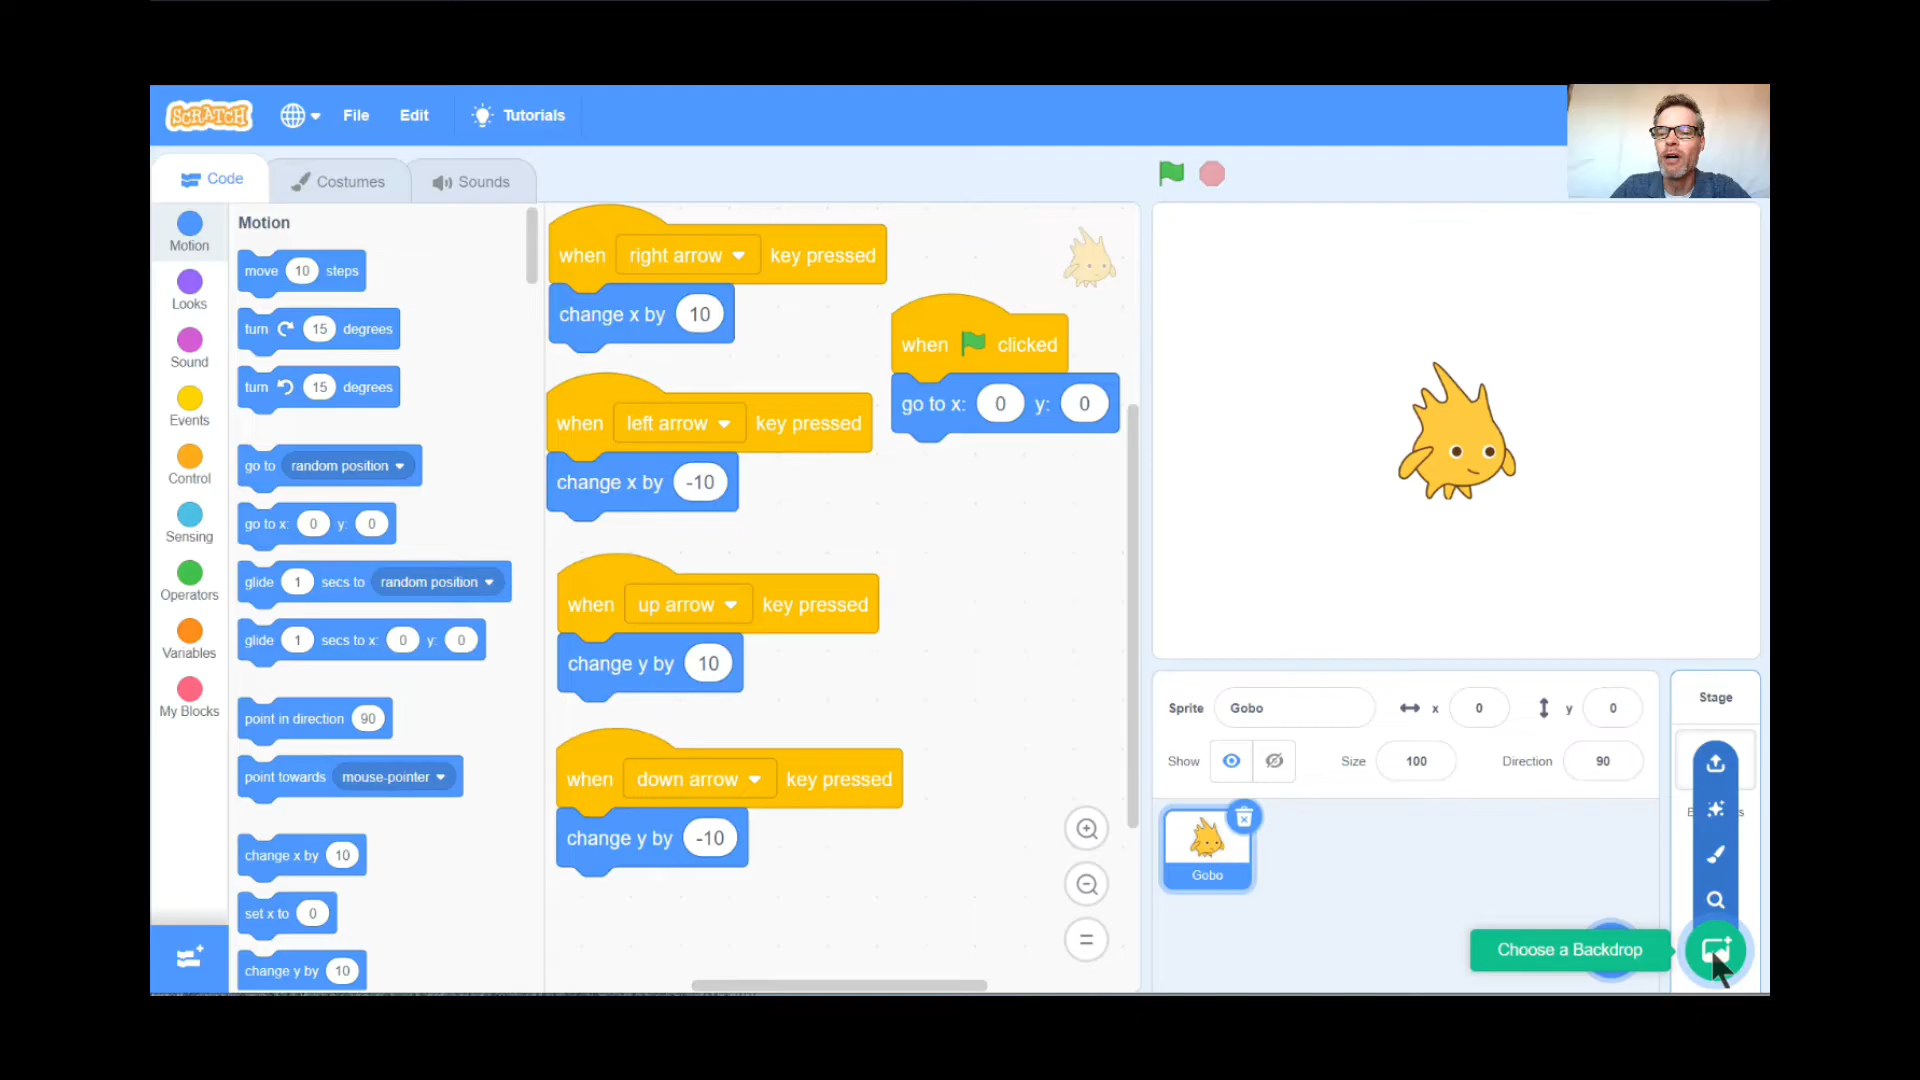 SCRATCH
File
Edit
Tutorials
Code
Costumes
Sounds
Motion
Looks
Sound
Events
Control
Sensing
Operators
Variables
My Blocks
Motion
move 10 steps
turn 15 degrees
turn 15 degrees
go to random position
go to x: 0 y: 0
glide 1 secs to random position
glide 1 secs to x: 0 y: 0
point in direction 90
point towards mouse-pointer
change x by 10
set x to 0
change y by 10
when right arrow key pressed
change x by 10
when left arrow key pressed
change x by -10
when up arrow key pressed
change y by 10
when down arrow key pressed
change y by -10
when clicked
go to x: 0 y: 0
Sprite Gobo x 0 y 0
Show Size 100 Direction 90
Gobo
Stage
Choose a Backdrop